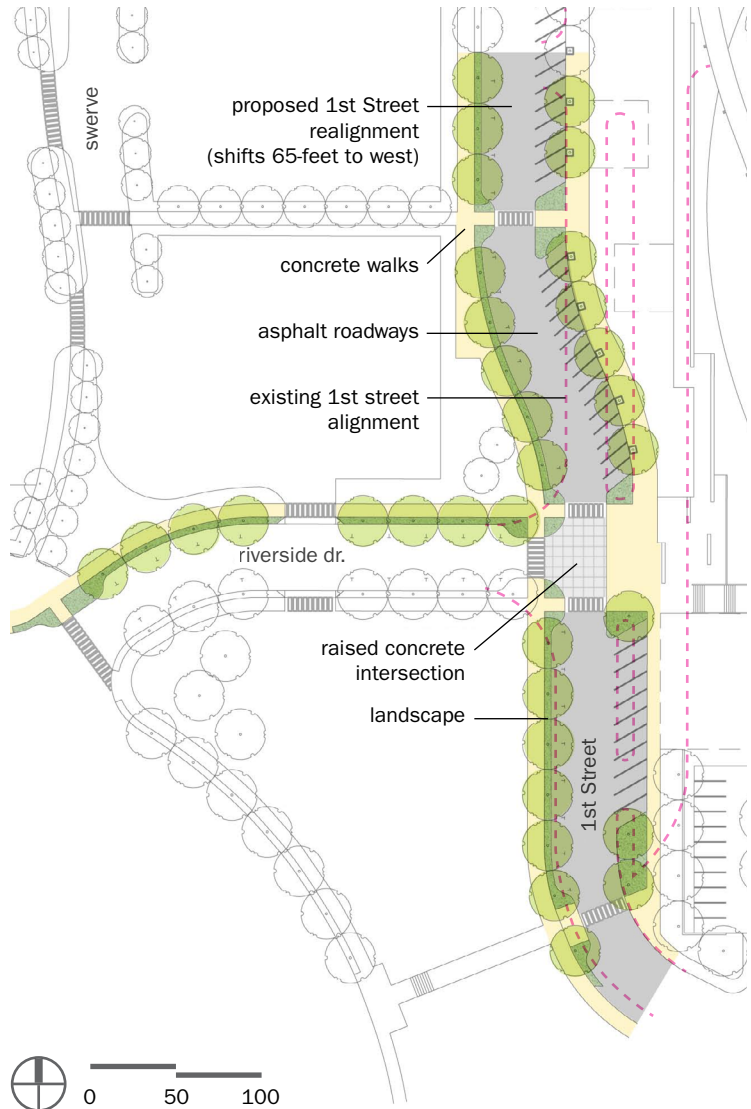 swerve
proposed 1st Street
realignment
(shifts 65-feet to west)
concrete walks
asphalt roadways
existing 1st street
alignment
riverside dr.
raised concrete
intersection
landscape
1st Street
0 50 100